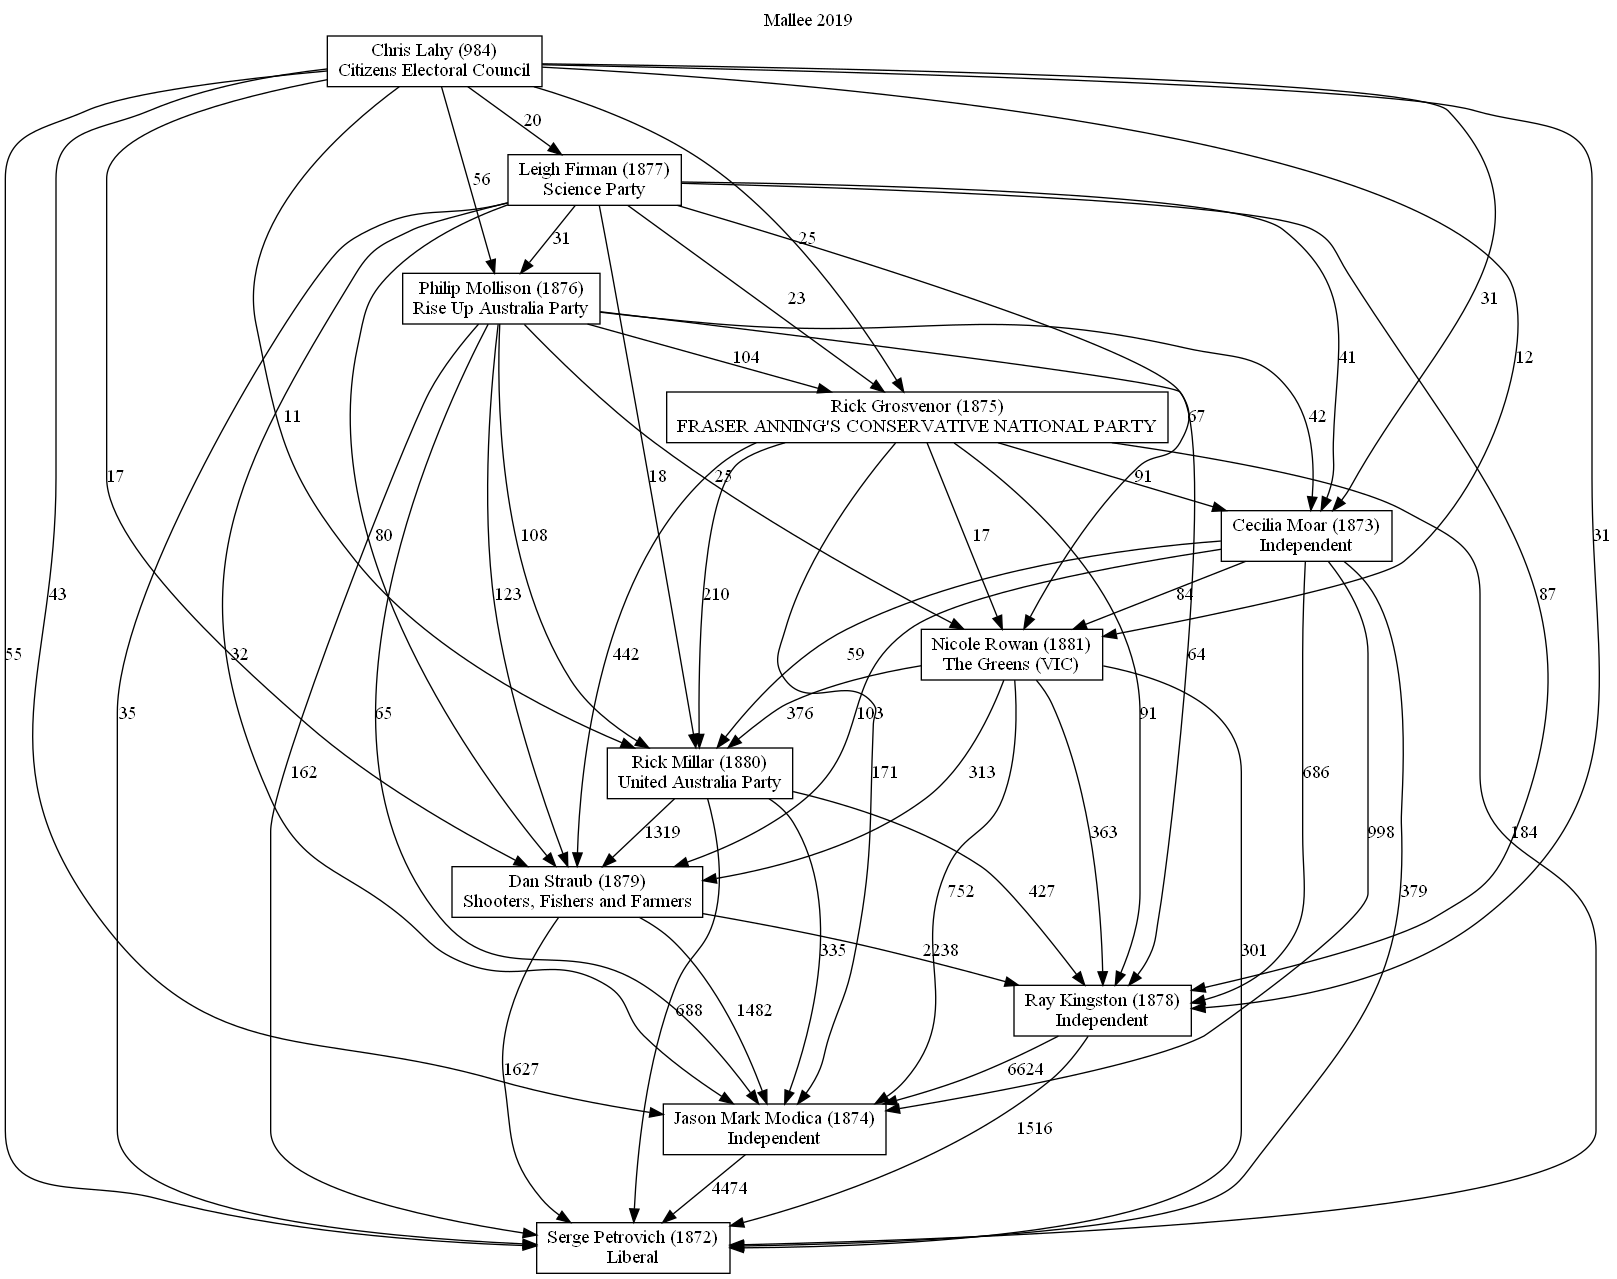 Mallee 2019
Chris Lahy (984)
Citizens Electoral Council
20
Leigh Firman (1877)
Science Party
56
31
25
Philip Mollison (1876)
Rise Up Australia Party
23
31
104
41
12
Rick Grosvenor (1875)
FRASER ANNING'S CONSERVATIVE NATIONAL PARTY
11
67
42
17
18
25
91
Cecilia Moar (1873)
Independent
80
108
17
31
43
123
210
84
87
Nicole Rowan (1881)
The Greens (VIC)
55
32
442
59
64
35
65
376
103
91
Rick Millar (1880)
United Australia Party
162
171
313
686
1319
363
998
184
Dan Straub (1879)
Shooters, Fishers and Farmers
752
427
379
335
2238
301
Ray Kingston (1878)
Independent
688
1482
1627
6624
Jason Mark Modica (1874)
Independent
1516
4474
Serge Petrovich (1872)
Liberal